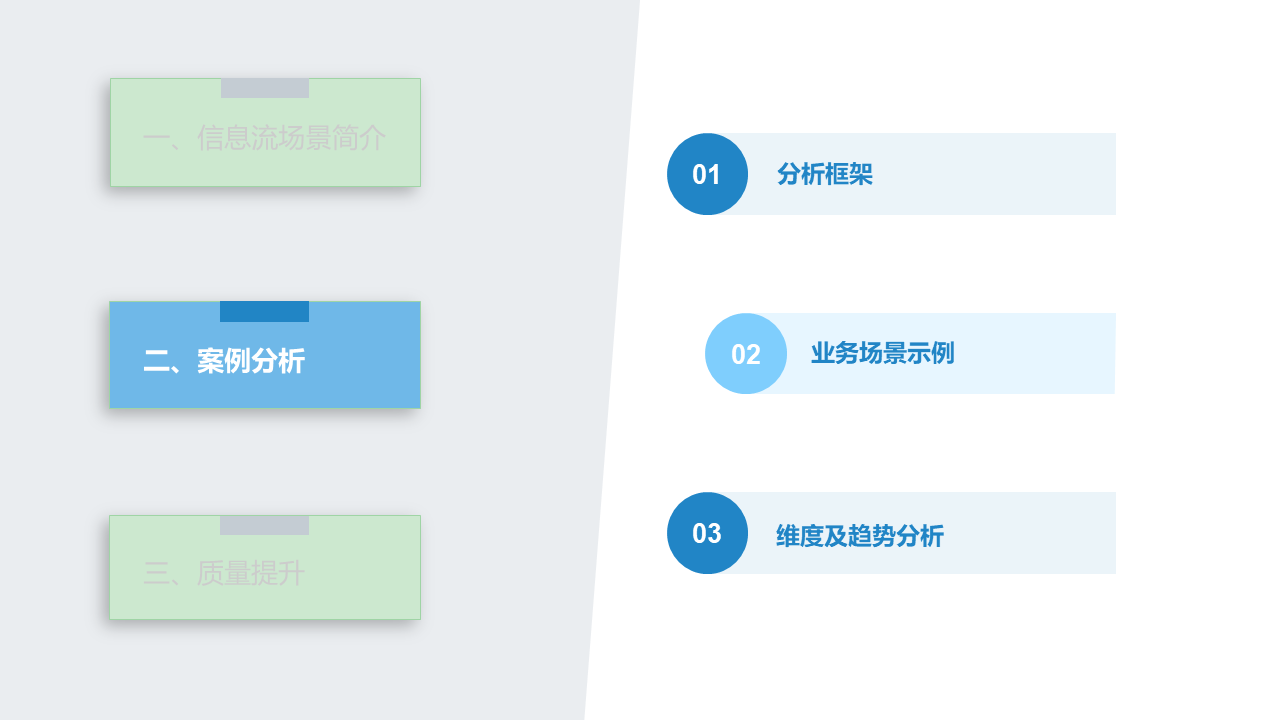 一、信息流场景简介
二、案例分析
三、质量提升
01 分析框架
02 业务场景示例
03 维度及趋势分析